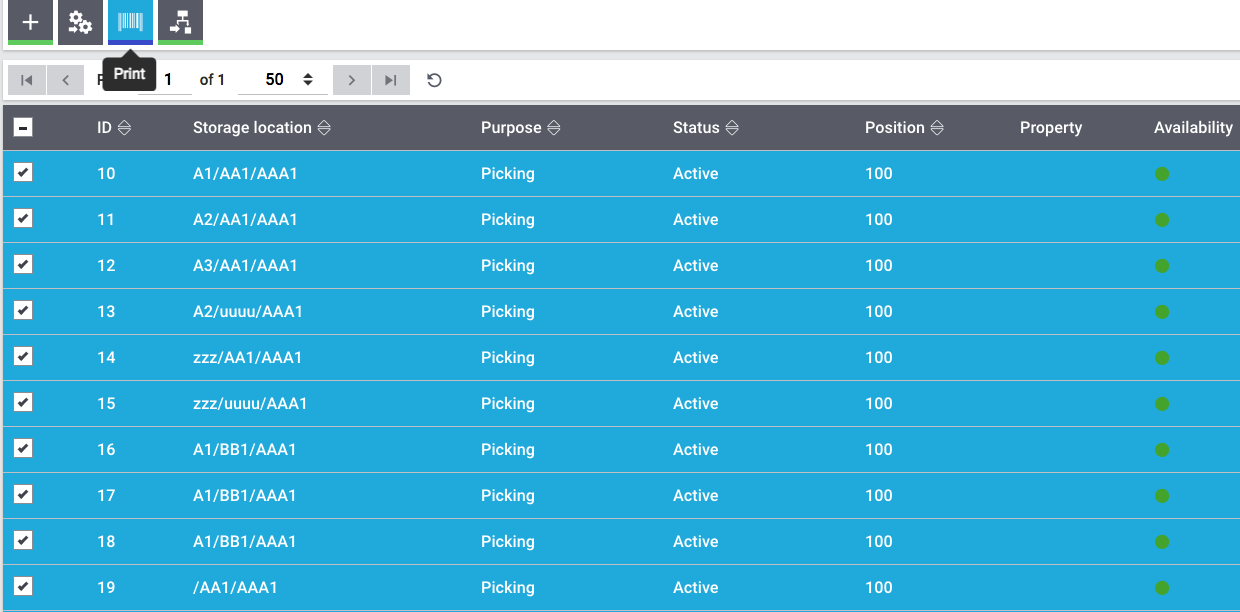 Print
1 of 1 50
ID Storage location Purpose Status Position Property Availability
10 A1/AA1/AAA1 Picking Active 100
11 A2/AA1/AAA1 Picking Active 100
12 A3/AA1/AAA1 Picking Active 100
13 A2/uuuu/AAA1 Picking Active 100
14 zzz/AA1/AAA1 Picking Active 100
15 zzz/uuuu/AAA1 Picking Active 100
16 A1/BB1/AAA1 Picking Active 100
17 A1/BB1/AAA1 Picking Active 100
18 A1/BB1/AAA1 Picking Active 100
19 /AA1/AAA1 Picking Active 100